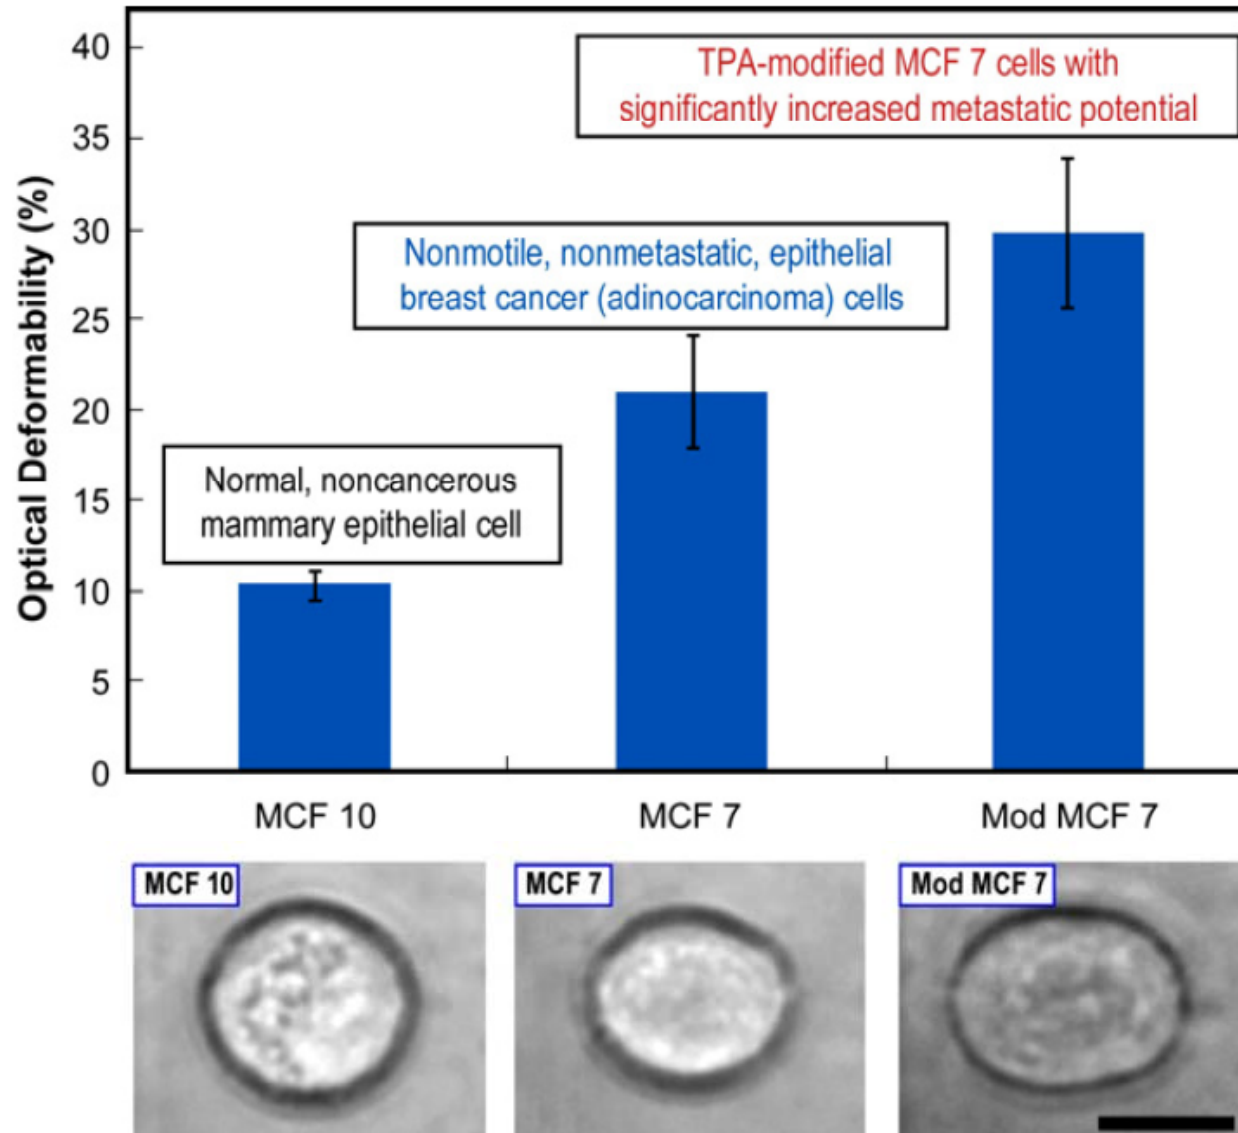 Optical Deformability (%)
40
35
30
25
20
15
10
5
0
TPA-modified MCF 7 cells with
significantly increased metastatic potential
Nonmotile, nonmetastatic, epithelial
breast cancer (adinocarcinoma) cells
Normal, noncancerous
mammary epithelial cell
MCF 10
MCF 7
Mod MCF 7
MCF 10
MCF 7
Mod MCF 7